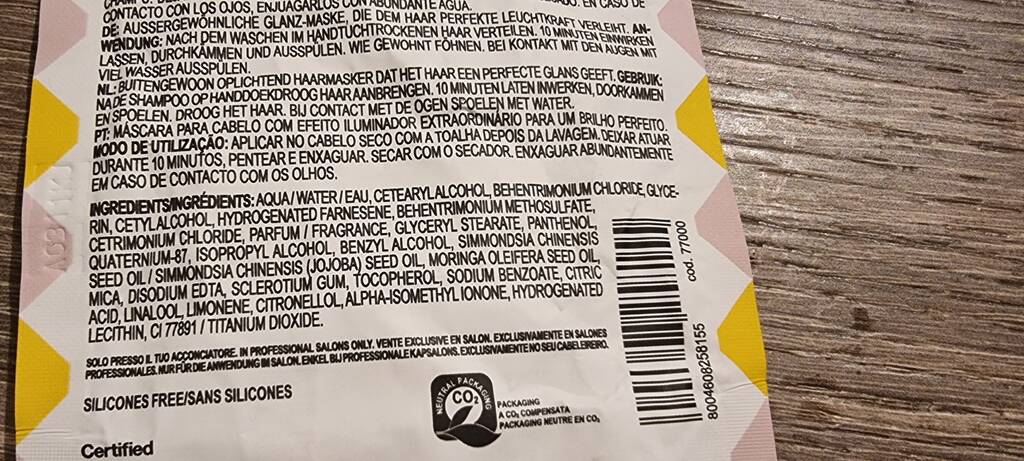 CONTACTO CON LOS OJOS, ENJUAGARLOS CON ABUNDANTE AGUA. EN CASO DE
DE: AUSSERGEWÖHNLICHE GLANZ-MASKE, DIE DEM HAAR PERFEKTE LEUCHTKRAFT VERLEIHT. AN-
WENDUNG: NACH DEM WASCHEN IM HANDTUCHTROCKENEN HAAR VERTEILEN. 10 MINUTEN EINWIRKEN
LASSEN, DURCHKÄMMEN UND AUSSPÜLEN. WIE GEWOHNT FÖHNEN. BEI KONTAKT MIT DEN AUGEN MIT
VIEL WASSER AUSSPÜLEN.
NL: BUITENGEWOON OPLICHTEND HAARMASKER DAT HET HAAR EEN PERFECTE GLANS GEEFT. GEBRUIK:
NA DE SHAMPOO OP HANDDOEKDROOG HAAR AANBRENGEN. 10 MINUTEN LATEN INWERKEN, DOORKAMMEN
EN SPOELEN. DROOG HET HAAR. BIJ CONTACT MET DE OGEN SPOELEN MET WATER.
PT: MÁSCARA PARA CABELO COM EFEITO ILUMINADOR EXTRAORDINÁRIO PARA UM BRILHO PERFEITO.
MODO DE UTILIZAÇÃO: APLICAR NO CABELO SECO COM A TOALHA DEPOIS DA LAVAGEM. DEIXAR ATUAR
DURANTE 10 MINUTOS, PENTEAR E ENXAGUAR. SECAR COM O SECADOR. ENXAGUAR ABUNDANTEMENTE
EM CASO DE CONTACTO COM OS OLHOS.
INGREDIENTS/INGRÉDIENTS: AQUA / WATER / EAU, CETEARYL ALCOHOL, BEHENTRIMONIUM CHLORIDE, GLYCE-
RIN, CETYL ALCOHOL, HYDROGENATED FARNESENE, BEHENTRIMONIUM METHOSULFATE,
CETRIMONIUM CHLORIDE, PARFUM / FRAGRANCE, GLYCERYL STEARATE, PANTHENOL,
QUATERNIUM-87, ISOPROPYL ALCOHOL, BENZYL ALCOHOL, SIMMONDSIA CHINENSIS
SEED OIL / SIMMONDSIA CHINENSIS (JOJOBA) SEED OIL, MORINGA OLEIFERA SEED OIL,
MICA, DISODIUM EDTA, SCLEROTIUM GUM, TOCOPHEROL, SODIUM BENZOATE, CITRIC
ACID, LINALOOL, LIMONENE, CITRONELLOL, ALPHA-ISOMETHYL IONONE, HYDROGENATED
LECITHIN, CI 77891 / TITANIUM DIOXIDE.
SOLO PRESSO IL TUO ACCONCIATORE. IN PROFESSIONAL SALONS ONLY. VENTE EXCLUSIVE EN SALON. EXCLUSIVAMENTE EN SALONES
PROFESIONALES. NUR FÜR DIE ANWENDUNG IM SALON. ENKEL BIJ PROFESSIONALE KAPSALONS. EXCLUSIVAMENTE NO SEU CABELEIREIRO.
SILICONES FREE/SANS SILICONES
NEUTRAL PACKAGING
CO₂
PACKAGING
A CO₂ COMPENSATA
PACKAGING NEUTRE EN CO₂
Certified
8004608258155
cod. 77000